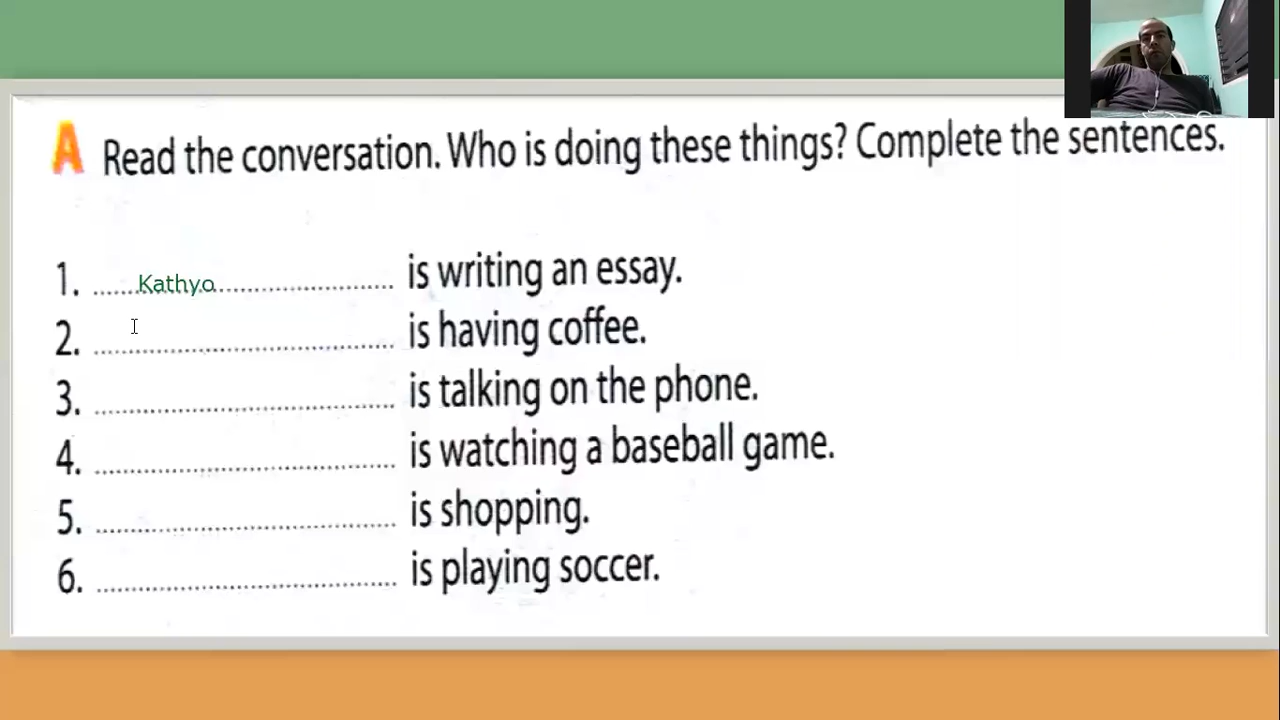 A Read the conversation. Who is doing these things? Complete the sentences.
1. Kathyo is writing an essay.
2. is having coffee.
3. is talking on the phone.
4. is watching a baseball game.
5. is shopping.
6. is playing soccer.